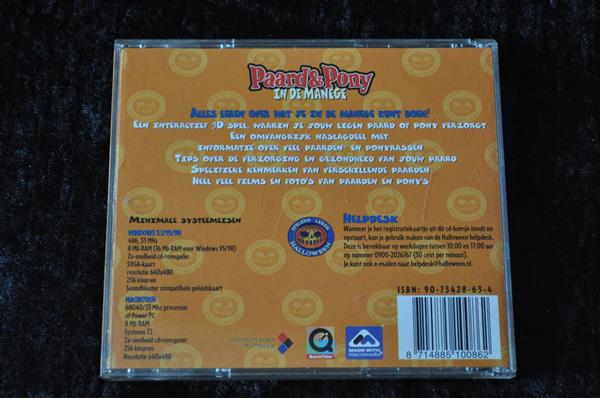 Paard & Pony
IN DE MANÈGE
ALLES LEREN OVER WAT JE IN DE MANEGE KUNT DOEN!
EEN INTERACTIEF 3D-SPEL, WAARIN JE JOUW EIGEN PAARD OF PONY VERZORGT
EEN OMVANGRIJK NASLAGDEEL MET:
INFORMATIE OVER VEEL PAARDEN- EN PONYRASSEN
TIPS OVER DE VERZORGING EN GEZONDHEID VAN JOUW PAARD
SPECIFIEKE KENMERKEN VAN VERSCHILLENDE PAARDEN
HEEL VEEL FILMS EN FOTO'S VAN PAARDEN EN PONY'S
MINIMALE SYSTEEMEISEN
WINDOWS 3.1/95/98
486, 33 MHz
8 Mb RAM (16 Mb RAM voor Windows 95/98)
2x-snelheid cd-romspeler
SVGA-kaart
resolutie 640x480
256 kleuren
Soundblaster compatibele geluidskaart
MACINTOSH
68040/33 Mhz processor
of Power PC
8 Mb RAM
Systeem 7.1
2x-snelheid cd-romspeler
256 kleuren
Resolutie 640x480
SPELEND LEREN
HALLOWEEN
HELPDESK
Wanneer je het registratiekaartje uit dit cd-hoesje invult en
opstuurt, kun je gebruik maken van de Halloween helpdesk.
Deze is bereikbaar op werkdagen tussen 10:00 en 17:00 uur
op nummer 0900-2026767 (50 cent per minuut).
Je kunt ook e-mailen naar helpdesk@halloween.nl.
ISBN: 90-75428-65-4
QuickTime
MADE WITH
macromedia
8 714885 100862